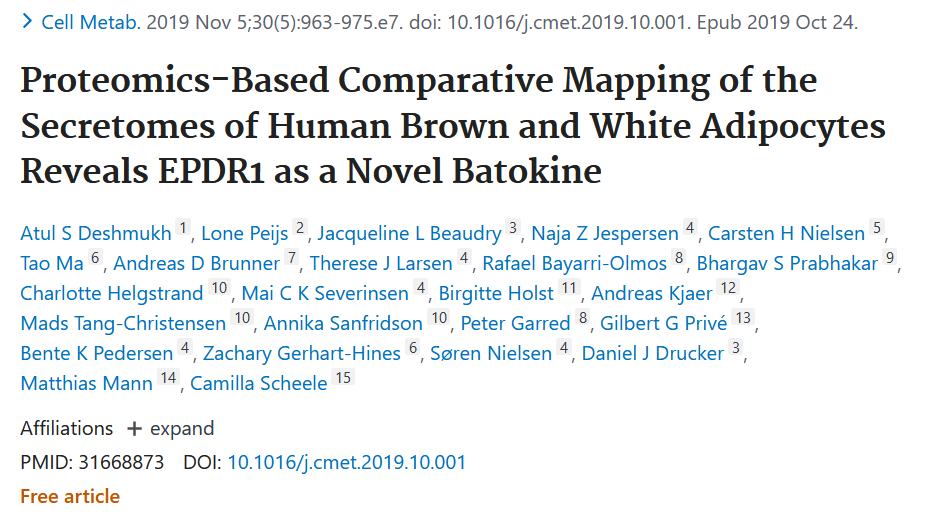 > Cell Metab. 2019 Nov 5;30(5):963-975.e7. doi: 10.1016/j.cmet.2019.10.001. Epub 2019 Oct 24.
Proteomics-Based Comparative Mapping of the
Secretomes of Human Brown and White Adipocytes
Reveals EPDR1 as a Novel Batokine
Atul S Deshmukh 1, Lone Peijs 2, Jacqueline L Beaudry 3, Naja Z Jespersen 4, Carsten H Nielsen 5,
Tao Ma 6, Andreas D Brunner 7, Therese J Larsen 4, Rafael Bayarri-Olmos 8, Bhargav S Prabhakar 9,
Charlotte Helgstrand 10, Mai C K Severinsen 4, Birgitte Holst 11, Andreas Kjaer 12,
Mads Tang-Christensen 10, Annika Sanfridson 10, Peter Garred 8, Gilbert G Privé 13,
Bente K Pedersen 4, Zachary Gerhart-Hines 6, Søren Nielsen 4, Daniel J Drucker 3,
Matthias Mann 14, Camilla Scheele 15
Affiliations + expand
PMID: 31668873 DOI: 10.1016/j.cmet.2019.10.001
Free article